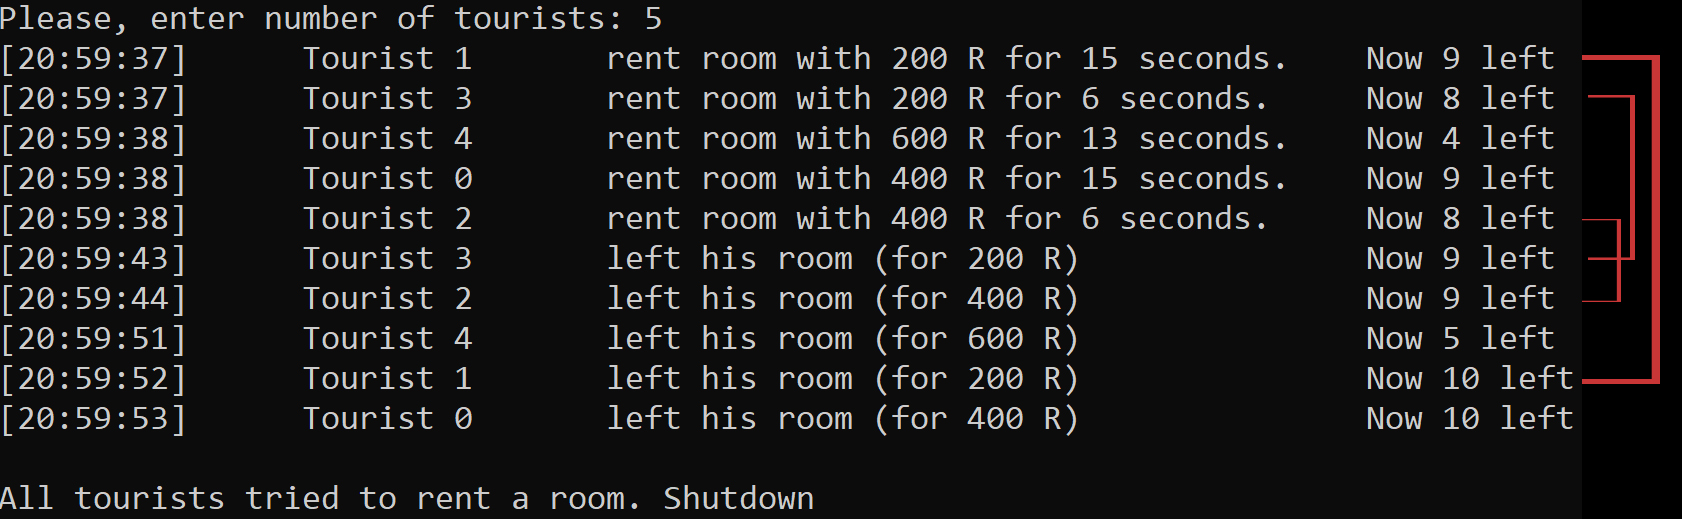 Please, enter number of tourists: 5
[20:59:37] Tourist 1 rent room with 200 R for 15 seconds. Now 9 left
[20:59:37] Tourist 3 rent room with 200 R for 6 seconds. Now 8 left
[20:59:38] Tourist 4 rent room with 600 R for 13 seconds. Now 4 left
[20:59:38] Tourist 0 rent room with 400 R for 15 seconds. Now 9 left
[20:59:38] Tourist 2 rent room with 400 R for 6 seconds. Now 8 left
[20:59:43] Tourist 3 left his room (for 200 R) Now 9 left
[20:59:44] Tourist 2 left his room (for 400 R) Now 9 left
[20:59:51] Tourist 4 left his room (for 600 R) Now 5 left
[20:59:52] Tourist 1 left his room (for 200 R) Now 10 left
[20:59:53] Tourist 0 left his room (for 400 R) Now 10 left
All tourists tried to rent a room. Shutdown